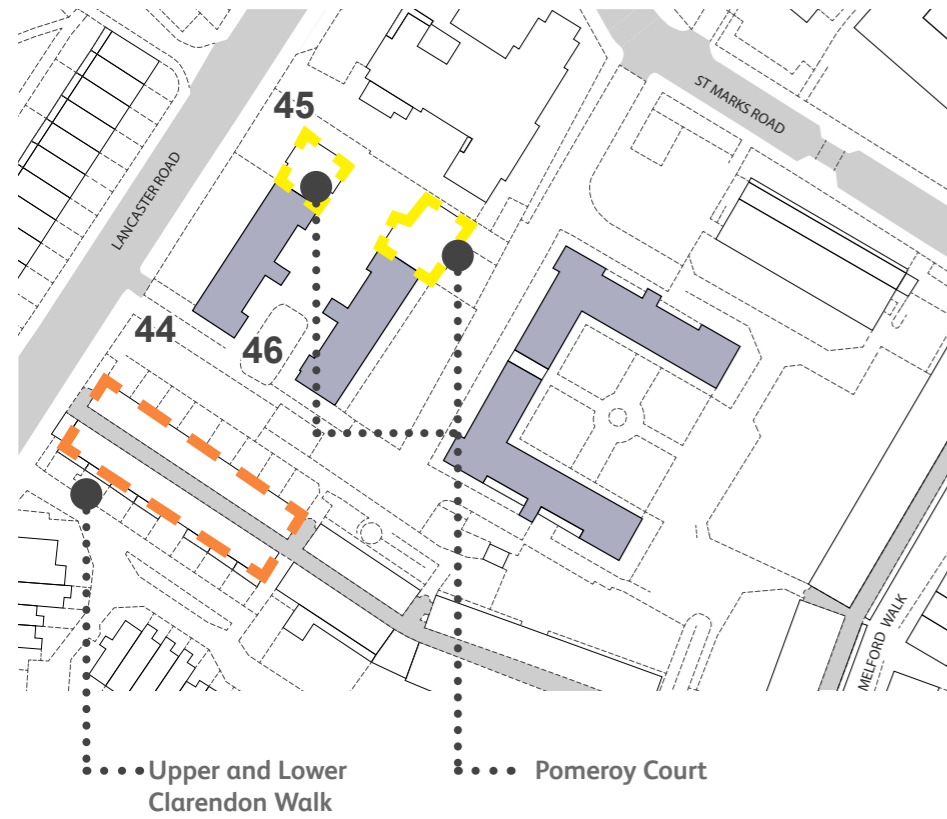 ST MARKS ROAD
45
LANCASTER ROAD
44
46
MELFORD WALK
Upper and Lower
Clarendon Walk
Pomeroy Court